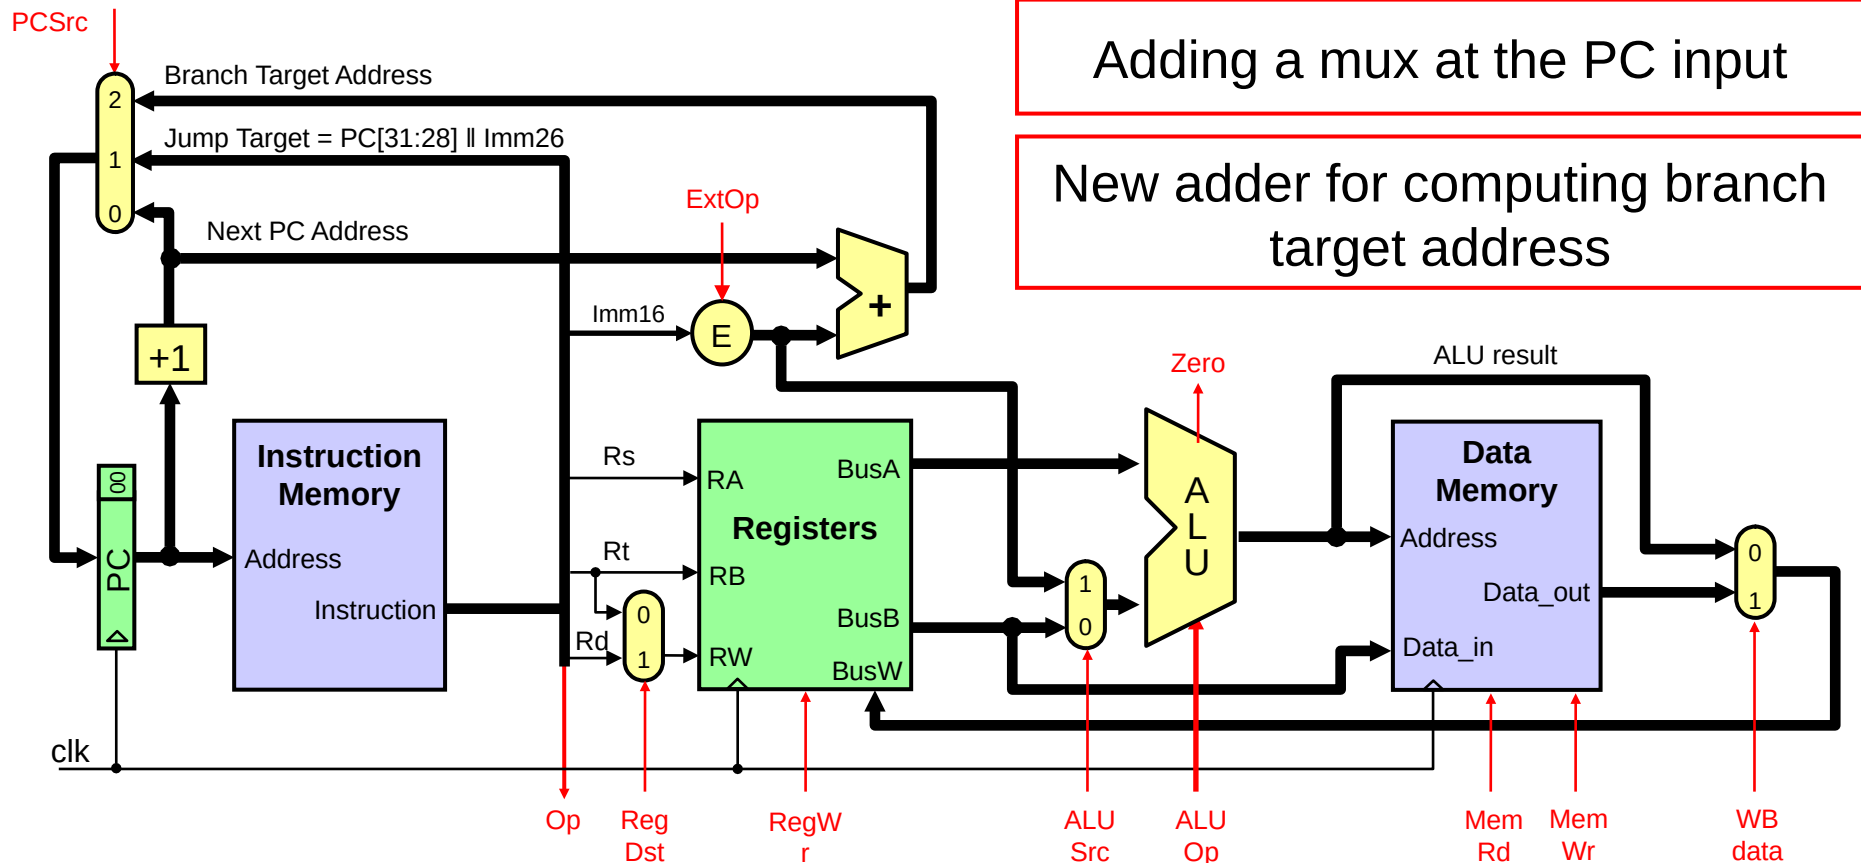 PCSrc
Adding a mux at the PC input
Branch Target Address
2
Jump Target = PC[31:28] ‖ Imm26
1
New adder for computing branch
target address
ExtOp
0
Next PC Address
+
Imm16
E
+1
Zero
ALU result
Instruction
Memory
Address
Instruction
00
PC
Rs
Rt
Rd
0
1
RA
RB
RW
Registers
BusA
BusB
BusW
1
0
A
L
U
Data
Memory
Address
Data_out
Data_in
0
1
clk
Op
Reg
Dst
RegW
r
ALU
Src
ALU
Op
Mem
Rd
Mem
Wr
WB
data